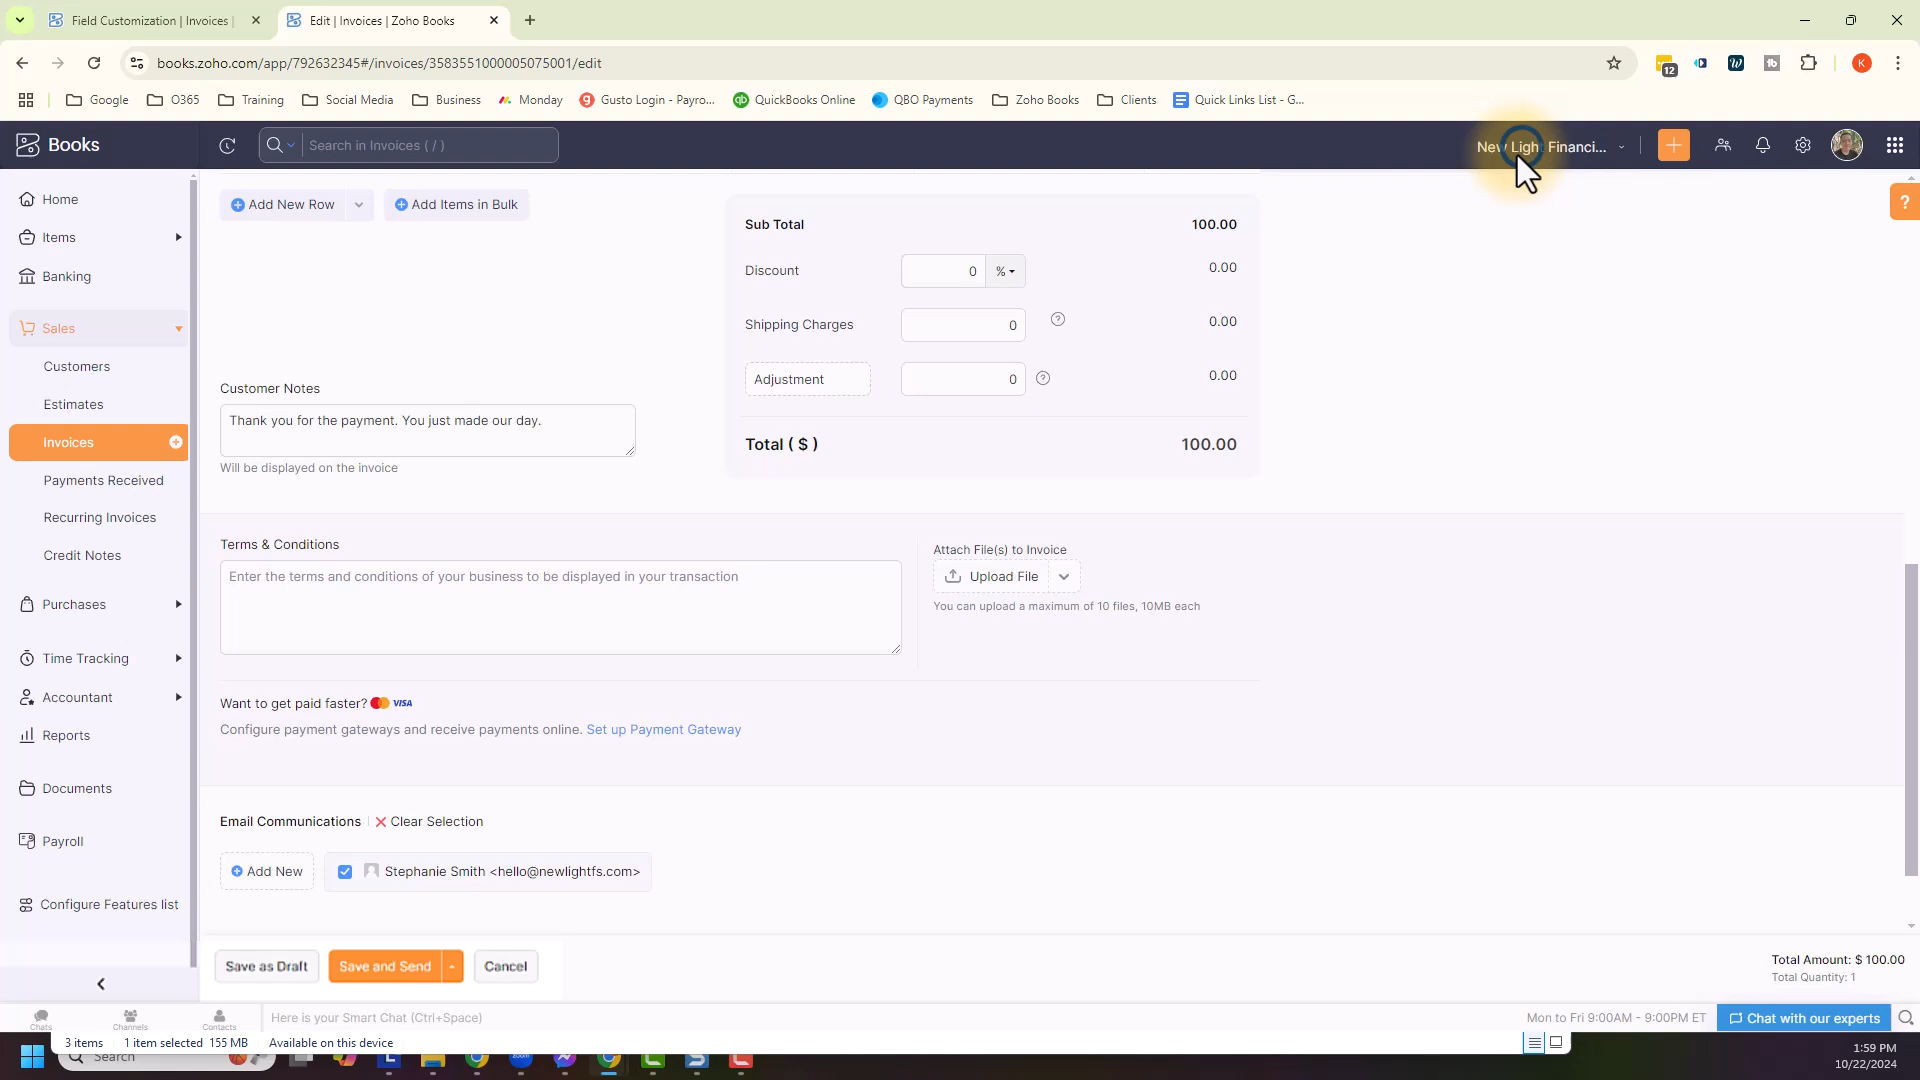 Field Customization | Invoices |
Edit | Invoices | Zoho Books
books.zoho.com/app/792632345#/invoices/3583551000005075001/edit
12
K
Google
O365
Training
Social Media
Business
Monday
Gusto Login - Payro...
QuickBooks Online
QBO Payments
Zoho Books
Clients
Quick Links List - G...
Books
Search in Invoices ( / )
New Light Financi...
Home
Items
Banking
Sales
Customers
Estimates
Invoices
Payments Received
Recurring Invoices
Credit Notes
Purchases
Time Tracking
Accountant
Reports
Documents
Payroll
Configure Features list
Add New Row
Add Items in Bulk
Sub Total 100.00
Discount 0 % 0.00
Shipping Charges 0 0.00
Adjustment 0 0.00
Total ( $ ) 100.00
Customer Notes
Thank you for the payment. You just made our day.
Will be displayed on the invoice
Terms & Conditions
Enter the terms and conditions of your business to be displayed in your transaction
Attach File(s) to Invoice
Upload File
You can upload a maximum of 10 files, 10MB each
Want to get paid faster? VISA
Configure payment gateways and receive payments online. Set up Payment Gateway
Email Communications Clear Selection
Add New
Stephanie Smith <hello@newlightfs.com>
Save as Draft
Save and Send
Cancel
Total Amount: $ 100.00
Total Quantity: 1
Chats
Channels
Contacts
Here is your Smart Chat (Ctrl+Space)
Mon to Fri 9:00AM - 9:00PM ET
Chat with our experts
3 items 1 item selected 155 MB Available on this device
Search
1:59 PM
10/22/2024